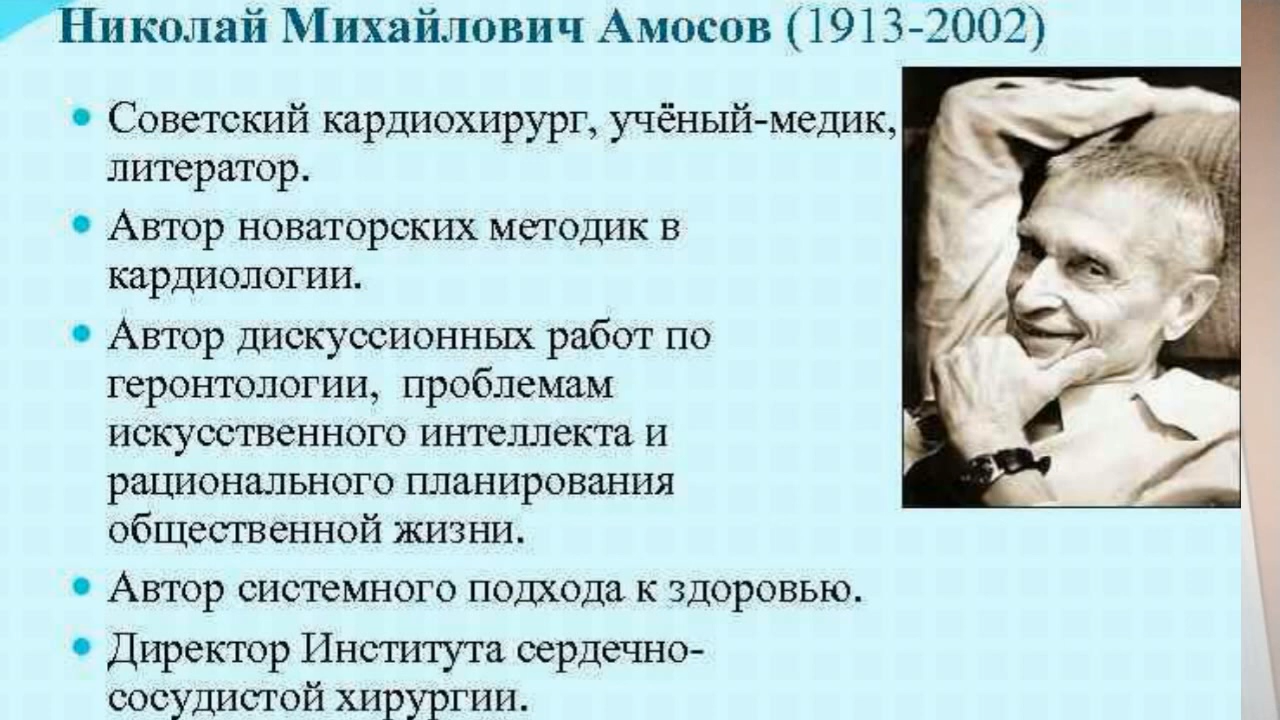 Николай Михайлович Амосов (1913-2002)
Советский кардиохирург, учёный-медик,
литератор.
Автор новаторских методик в
кардиологии.
Автор дискуссионных работ по
геронтологии, проблемам
искусственного интеллекта и
рационального планирования
общественной жизни.
Автор системного подхода к здоровью.
Директор Института сердечно-
сосудистой хирургии.